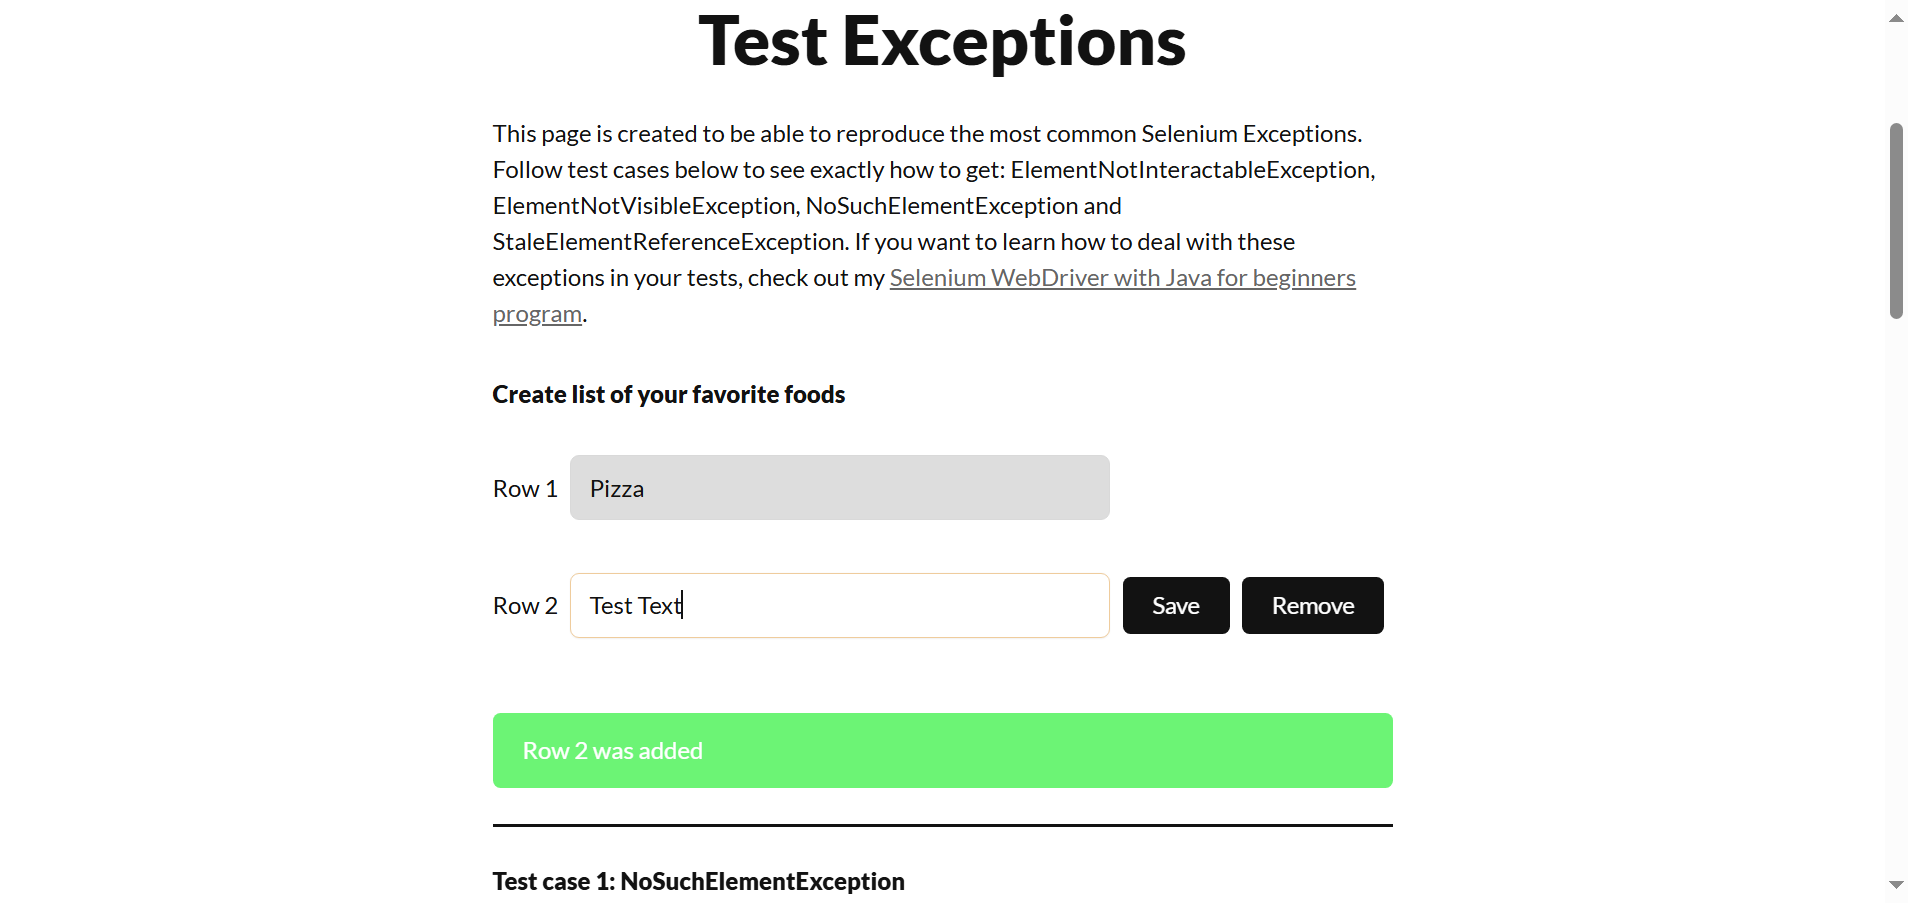 Test Exceptions
This page is created to be able to reproduce the most common Selenium Exceptions.
Follow test cases below to see exactly how to get: ElementNotInteractableException,
ElementNotVisibleException, NoSuchElementException and
StaleElementReferenceException. If you want to learn how to deal with these
exceptions in your tests, check out my Selenium WebDriver with Java for beginners
program.
Create list of your favorite foods
Row 1 Pizza
Row 2 Test Text Save Remove
Row 2 was added
Test case 1: NoSuchElementException